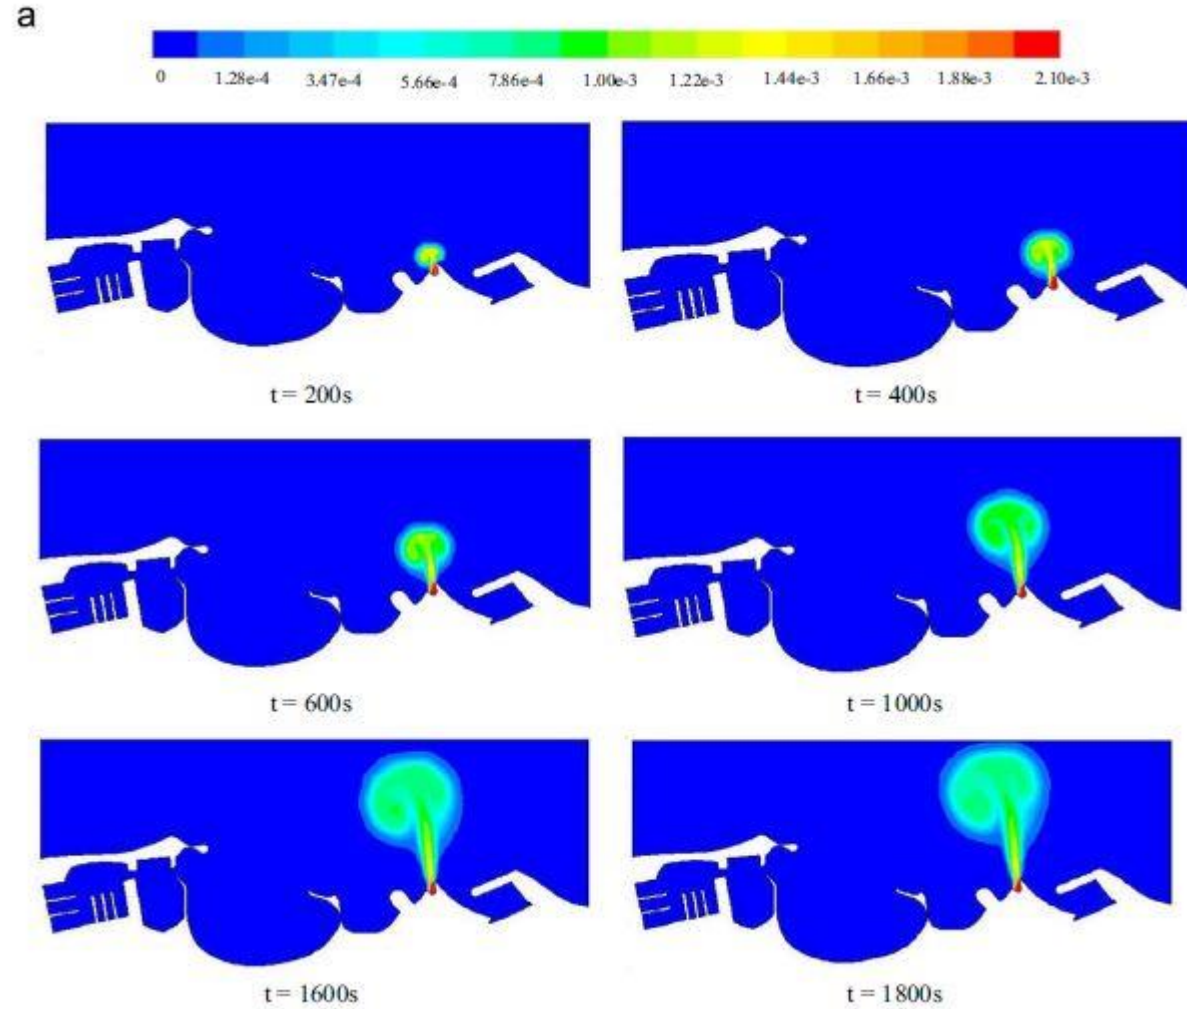 a
0 1.28e-4 3.47e-4 5.66e-4 7.86e-4 1.00e-3 1.22e-3 1.44e-3 1.66e-3 1.88e-3 2.10e-3
t = 200s
t = 400s
t = 600s
t = 1000s
t = 1600s
t = 1800s